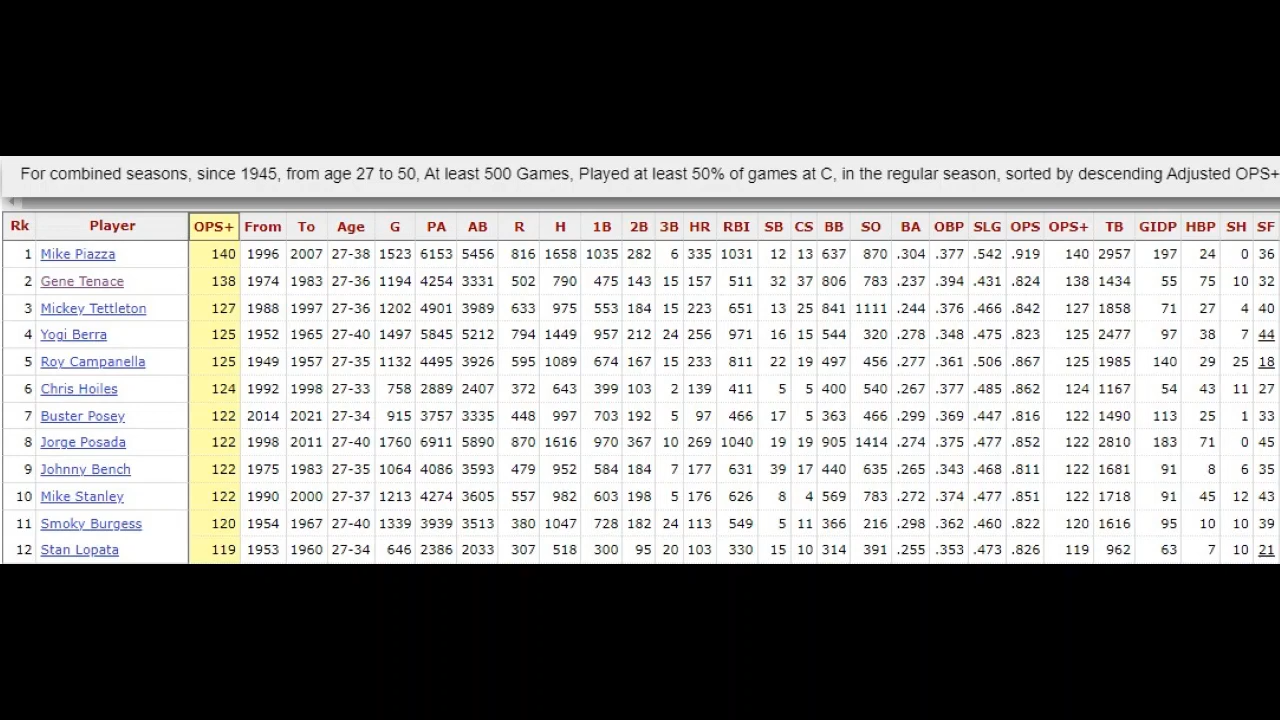 For combined seasons, since 1945, from age 27 to 50, At least 500 Games, Played at least 50% of games at C, in the regular season, sorted by descending Adjusted OPS+
Rk Player OPS+ From To Age G PA AB R H 1B 2B 3B HR RBI SB CS BB SO BA OBP SLG OPS OPS+ TB GIDP HBP SH SF
1 Mike Piazza 140 1996 2007 27-38 1523 6153 5456 816 1658 1035 282 6 335 1031 12 13 637 870 .304 .377 .542 .919 140 2957 197 24 0 36
2 Gene Tenace 138 1974 1983 27-36 1194 4254 3331 502 790 475 143 15 157 511 32 37 806 783 .237 .394 .431 .824 138 1434 55 75 10 32
3 Mickey Tettleton 127 1988 1997 27-36 1202 4901 3989 633 975 553 184 15 223 651 13 25 841 1111 .244 .376 .466 .842 127 1858 71 27 4 40
4 Yogi Berra 125 1952 1965 27-40 1497 5845 5212 794 1449 957 212 24 256 971 16 15 544 320 .278 .348 .475 .823 125 2477 97 38 7 44
5 Roy Campanella 125 1949 1957 27-35 1132 4495 3926 595 1089 674 167 15 233 811 22 19 497 456 .277 .361 .506 .867 125 1985 140 29 25 18
6 Chris Hoiles 124 1992 1998 27-33 758 2889 2407 372 643 399 103 2 139 411 5 5 400 540 .267 .377 .485 .862 124 1167 54 43 11 27
7 Buster Posey 122 2014 2021 27-34 915 3757 3335 448 997 703 192 5 97 466 17 5 363 466 .299 .369 .447 .816 122 1490 113 25 1 33
8 Jorge Posada 122 1998 2011 27-40 1760 6911 5890 870 1616 970 367 10 269 1040 19 19 905 1414 .274 .375 .477 .852 122 2810 183 71 0 45
9 Johnny Bench 122 1975 1983 27-35 1064 4086 3593 479 952 584 184 7 177 631 39 17 440 635 .265 .343 .468 .811 122 1681 91 8 6 35
10 Mike Stanley 122 1990 2000 27-37 1213 4274 3605 557 982 603 198 5 176 626 8 4 569 783 .272 .374 .477 .851 122 1718 91 45 12 43
11 Smoky Burgess 120 1954 1967 27-40 1339 3939 3513 380 1047 728 182 24 113 549 5 11 366 216 .298 .362 .460 .822 120 1616 95 10 10 39
12 Stan Lopata 119 1953 1960 27-34 646 2386 2033 307 518 300 95 20 103 330 15 10 314 391 .255 .353 .473 .826 119 962 63 7 10 21